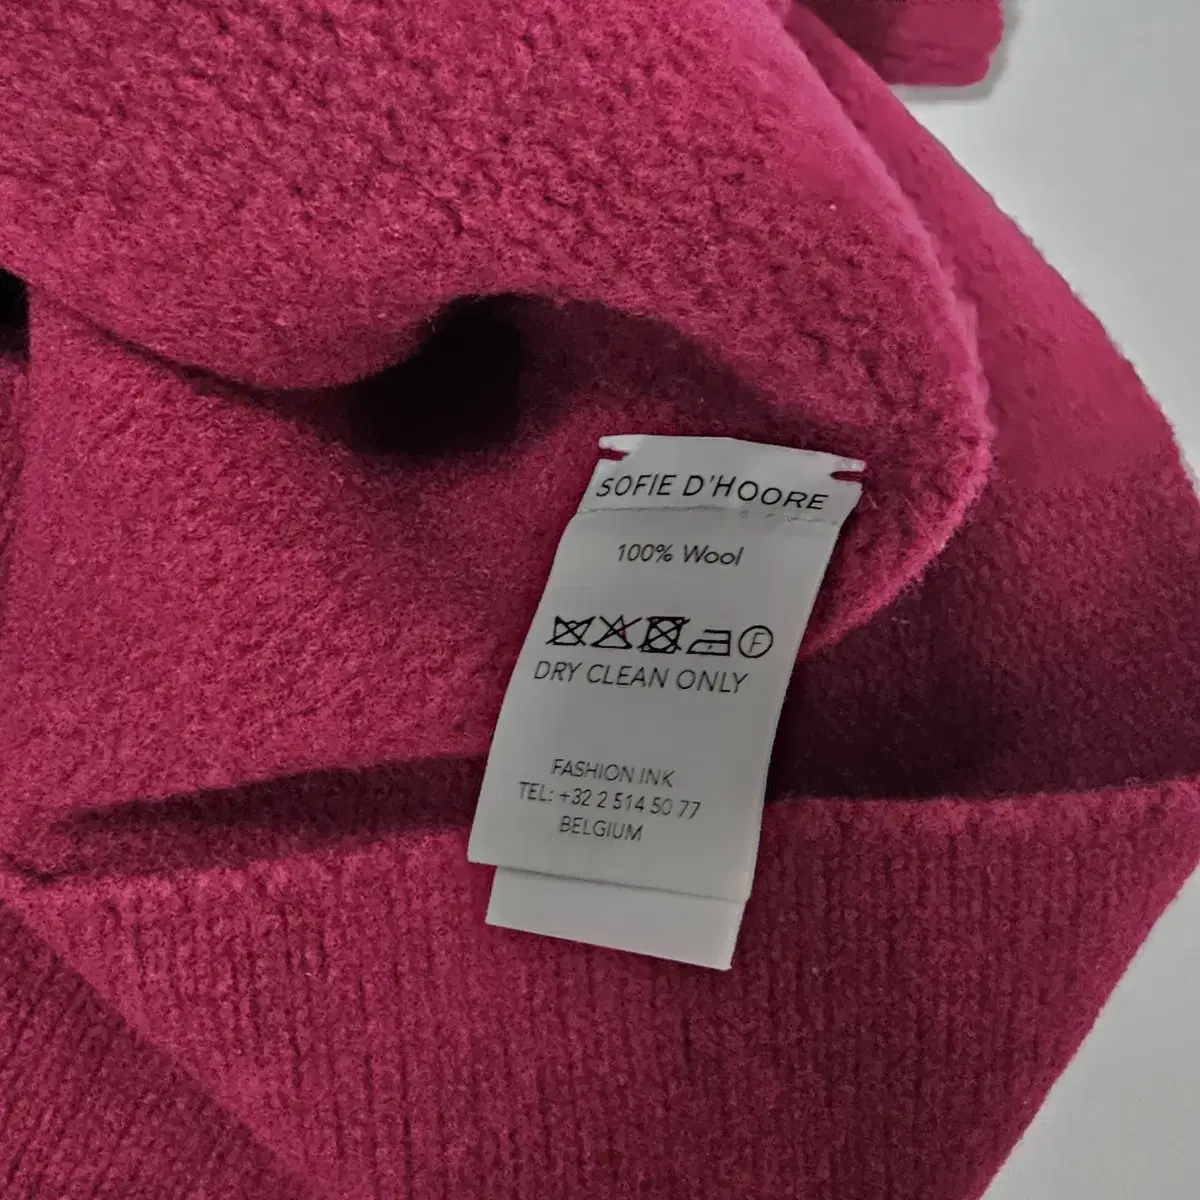 SOFIE D'HOORE
100% Wool
F
DRY CLEAN ONLY
FASHION INK
TEL: +32 2 514 50 77
BELGIUM